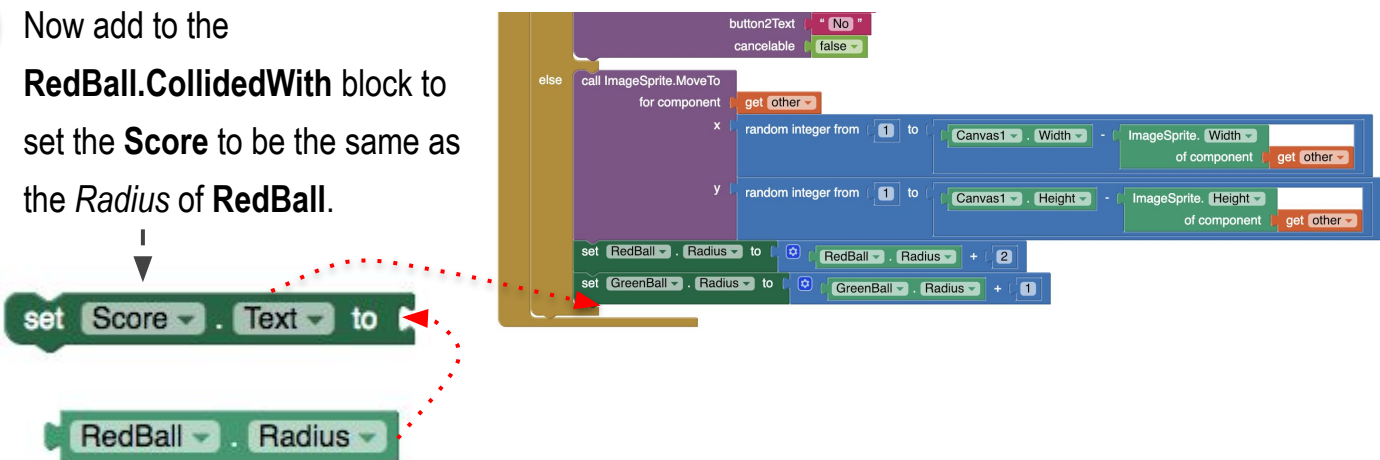 Now add to the
RedBall.CollidedWith block to
set the Score to be the same as
the Radius of RedBall.
set Score . Text to
RedBall . Radius
button2Text " No "
cancelable false
else call ImageSprite.MoveTo
for component get other
x random integer from 1 to Canvas1 . Width - ImageSprite. Width
of component get other
y random integer from 1 to Canvas1 . Height - ImageSprite. Height
of component get other
set RedBall . Radius to RedBall . Radius + 2
set GreenBall . Radius to GreenBall . Radius + 1